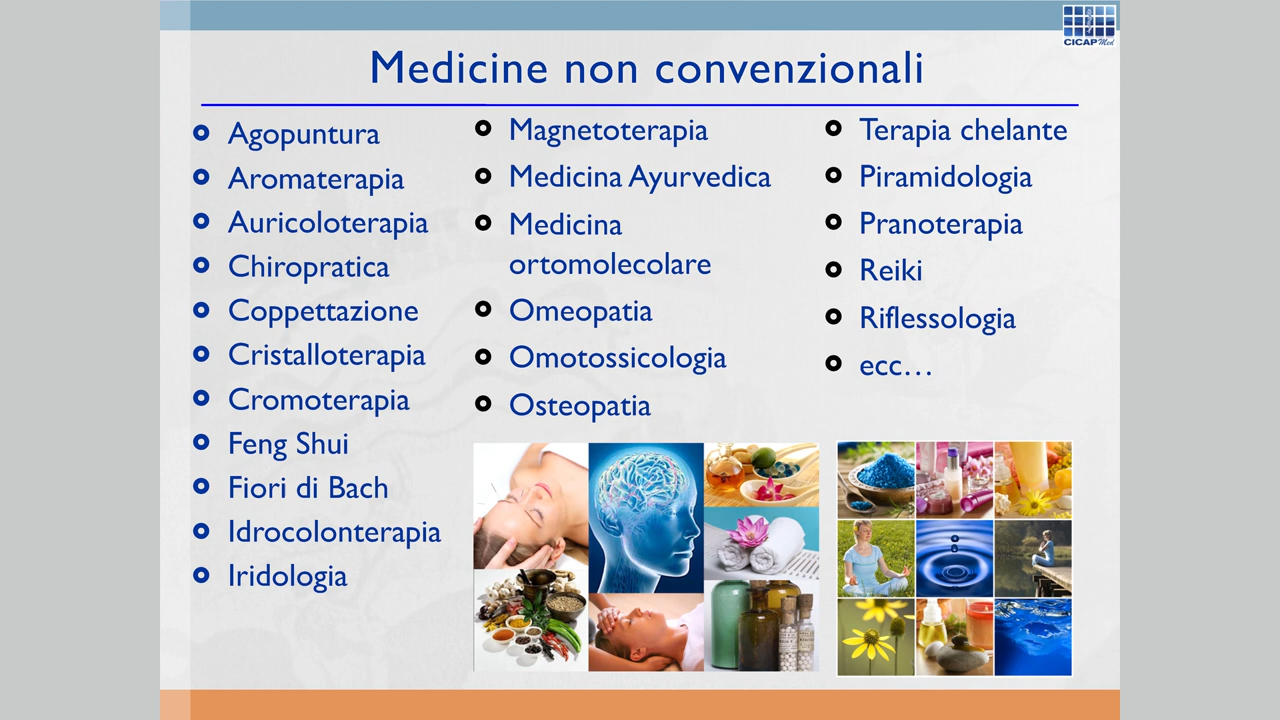 CICAP Med
Medicine non convenzionali
Agopuntura
Aromaterapia
Auricoloterapia
Chiropratica
Coppettazione
Cristalloterapia
Cromoterapia
Feng Shui
Fiori di Bach
Idrocolonterapia
Iridologia
Magnetoterapia
Medicina Ayurvedica
Medicina
ortomolecolare
Omeopatia
Omotossicologia
Osteopatia
Terapia chelante
Piramidologia
Pranoterapia
Reiki
Riflessologia
ecc…